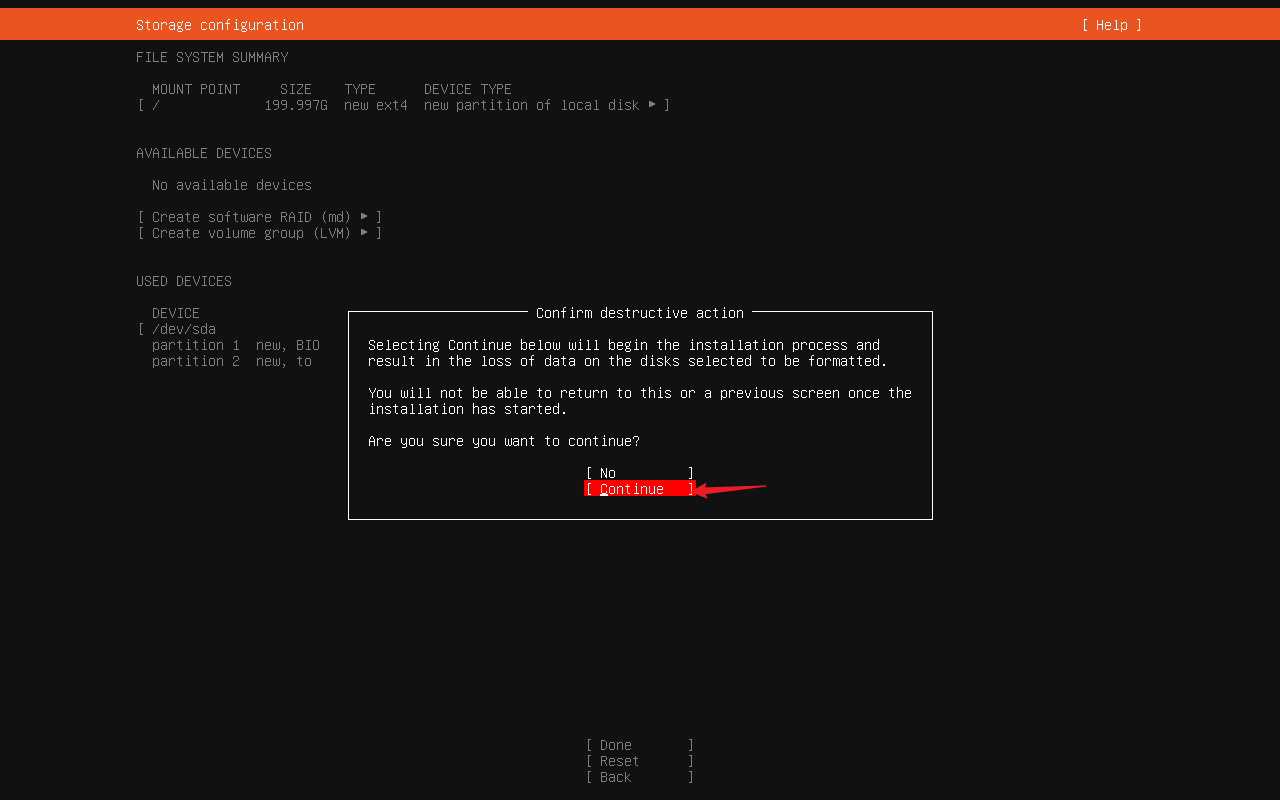 Storage configuration [ Help ]
FILE SYSTEM SUMMARY
MOUNT POINT SIZE TYPE DEVICE TYPE
[ / 199.997G new ext4 new partition of local disk ▸ ]
AVAILABLE DEVICES
No available devices
[ Create software RAID (md) ▸ ]
[ Create volume group (LVM) ▸ ]
USED DEVICES
DEVICE
[ /dev/sda
partition 1 new, BIO
partition 2 new, to
Confirm destructive action
Selecting Continue below will begin the installation process and
result in the loss of data on the disks selected to be formatted.
You will not be able to return to this or a previous screen once the
installation has started.
Are you sure you want to continue?
[ No ]
[ Continue ]
[ Done ]
[ Reset ]
[ Back ]